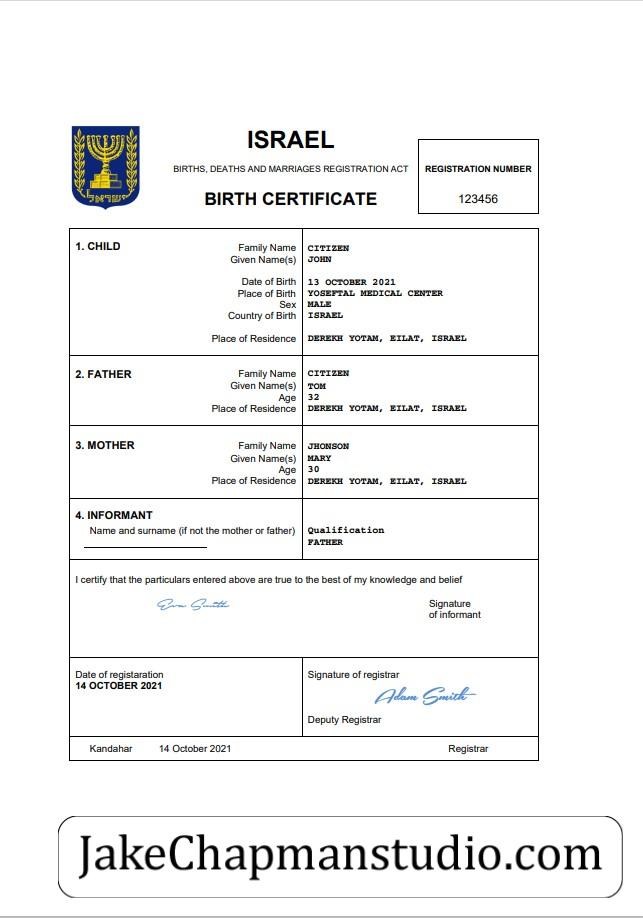 ISRAEL
BIRTHS, DEATHS AND MARRIAGES REGISTRATION ACT
BIRTH CERTIFICATE
REGISTRATION NUMBER
123456
ישראל
1. CHILD
Family Name CITIZEN
Given Name(s) JOHN
Date of Birth 13 OCTOBER 2021
Place of Birth YOSEFTAL MEDICAL CENTER
Sex MALE
Country of Birth ISRAEL
Place of Residence DEREKH YOTAM, EILAT, ISRAEL
2. FATHER
Family Name CITIZEN
Given Name(s) TOM
Age 32
Place of Residence DEREKH YOTAM, EILAT, ISRAEL
3. MOTHER
Family Name JHONSON
Given Name(s) MARY
Age 30
Place of Residence DEREKH YOTAM, EILAT, ISRAEL
4. INFORMANT
Name and surname (if not the mother or father) Qualification
FATHER
I certify that the particulars entered above are true to the best of my knowledge and belief
Eva Smith
Signature
of informant
Date of registaration
14 OCTOBER 2021
Signature of registrar
Adam Smith
Deputy Registrar
Kandahar 14 October 2021 Registrar
JakeChapmanstudio.com